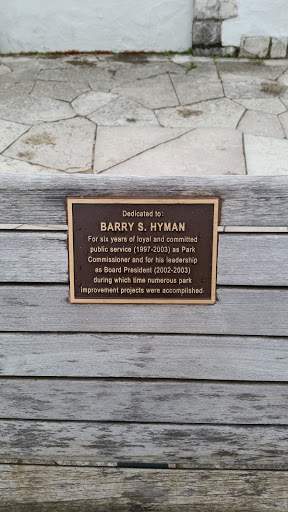 Dedicated to:
BARRY S. HYMAN
For six years of loyal and committed
public service (1997-2003) as Park
Commissioner and for his leadership
as Board President (2002-2003)
during which time numerous park
improvement projects were accomplished.